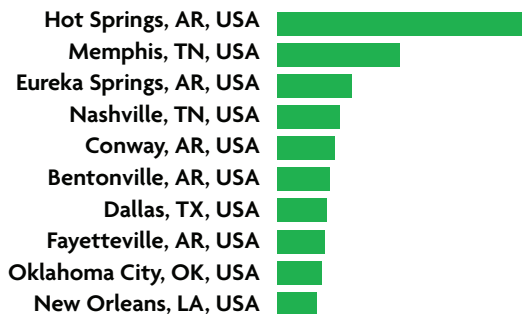 Hot Springs, AR, USA
Memphis, TN, USA
Eureka Springs, AR, USA
Nashville, TN, USA
Conway, AR, USA
Bentonville, AR, USA
Dallas, TX, USA
Fayetteville, AR, USA
Oklahoma City, OK, USA
New Orleans, LA, USA